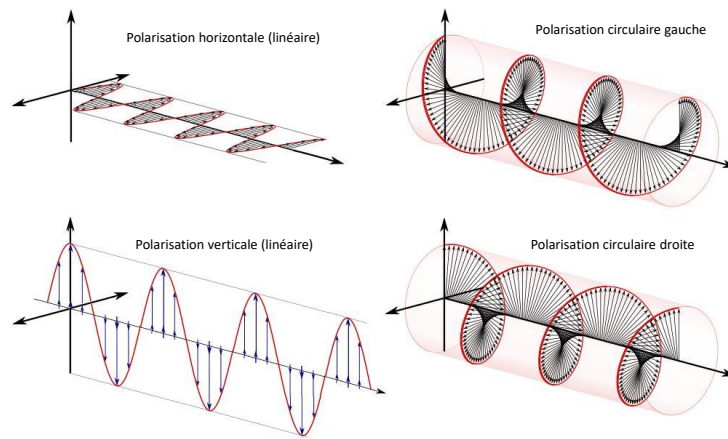 Polarisation horizontale (linéaire)
Polarisation circulaire gauche
Polarisation verticale (linéaire)
Polarisation circulaire droite